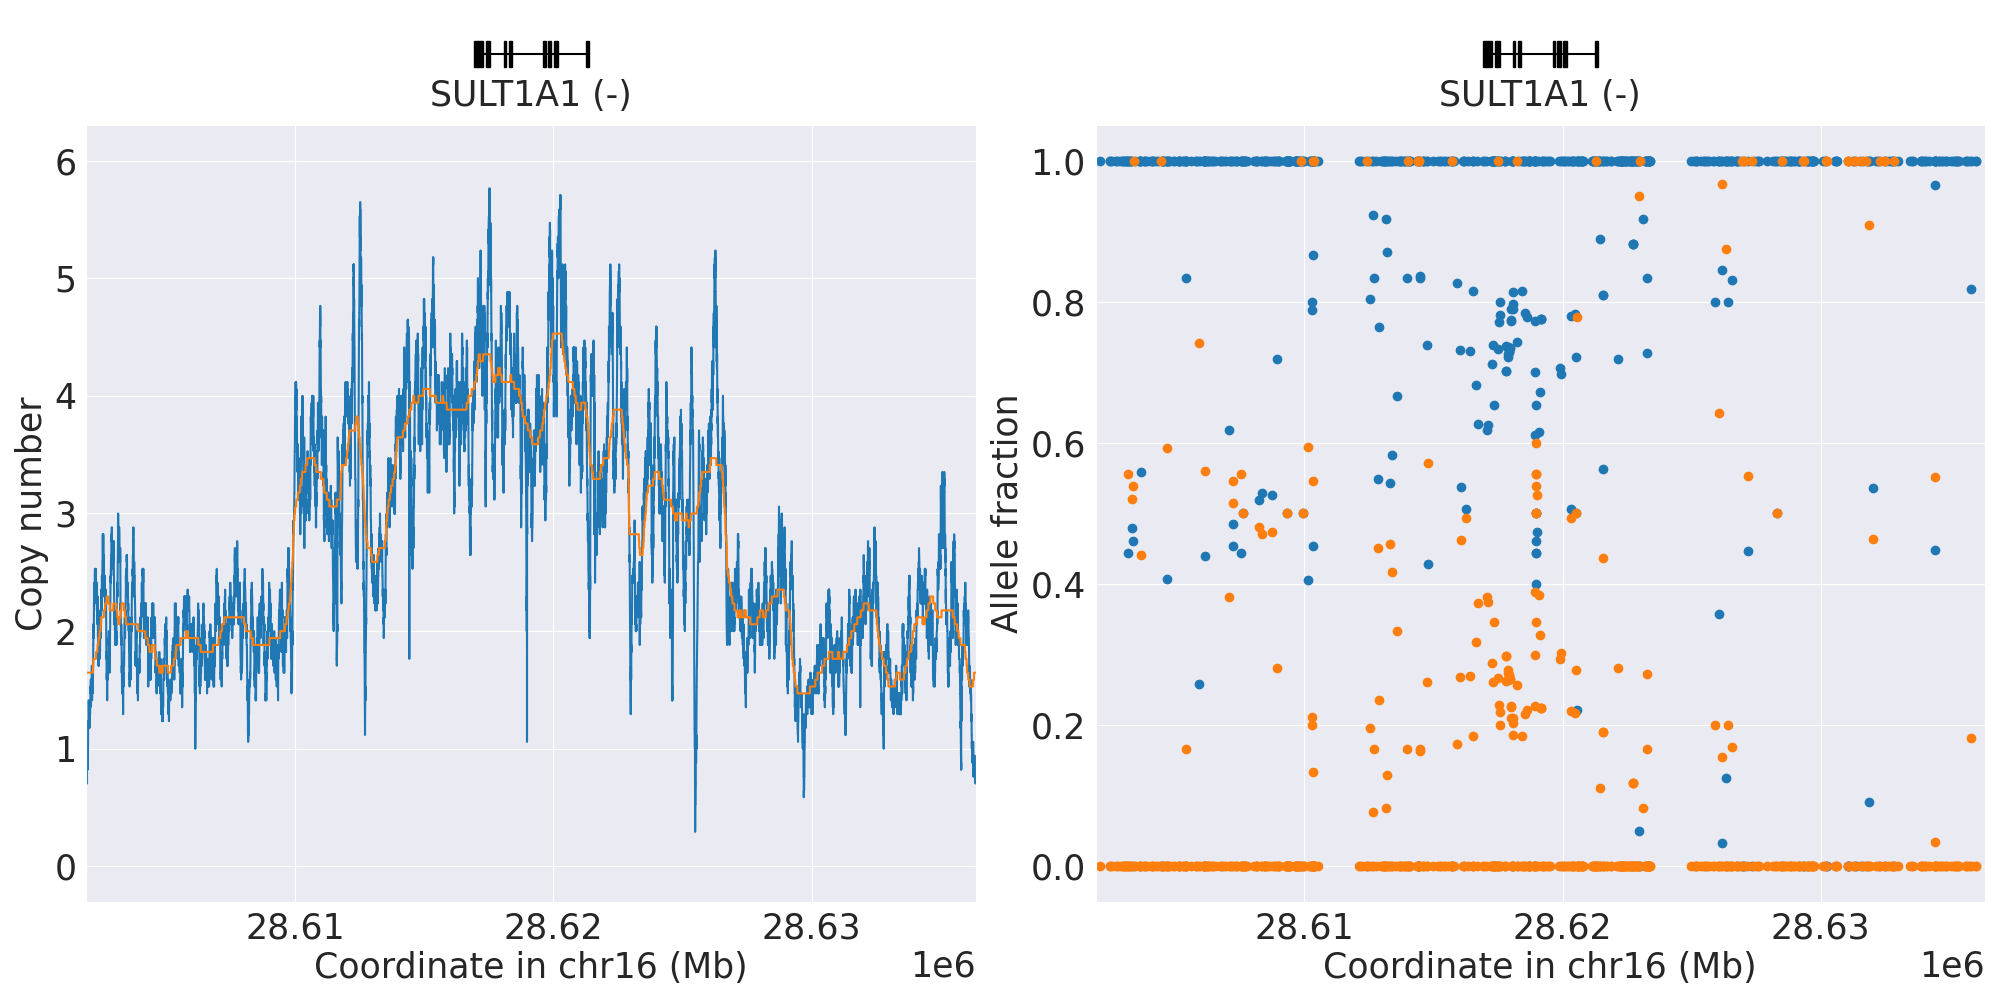 SULT1A1 (-)
Copy number
6
5
4
3
2
1
0
28.61
28.62
28.63
Coordinate in chr16 (Mb)
1e6
SULT1A1 (-)
Allele fraction
1.0
0.8
0.6
0.4
0.2
0.0
28.61
28.62
28.63
Coordinate in chr16 (Mb)
1e6